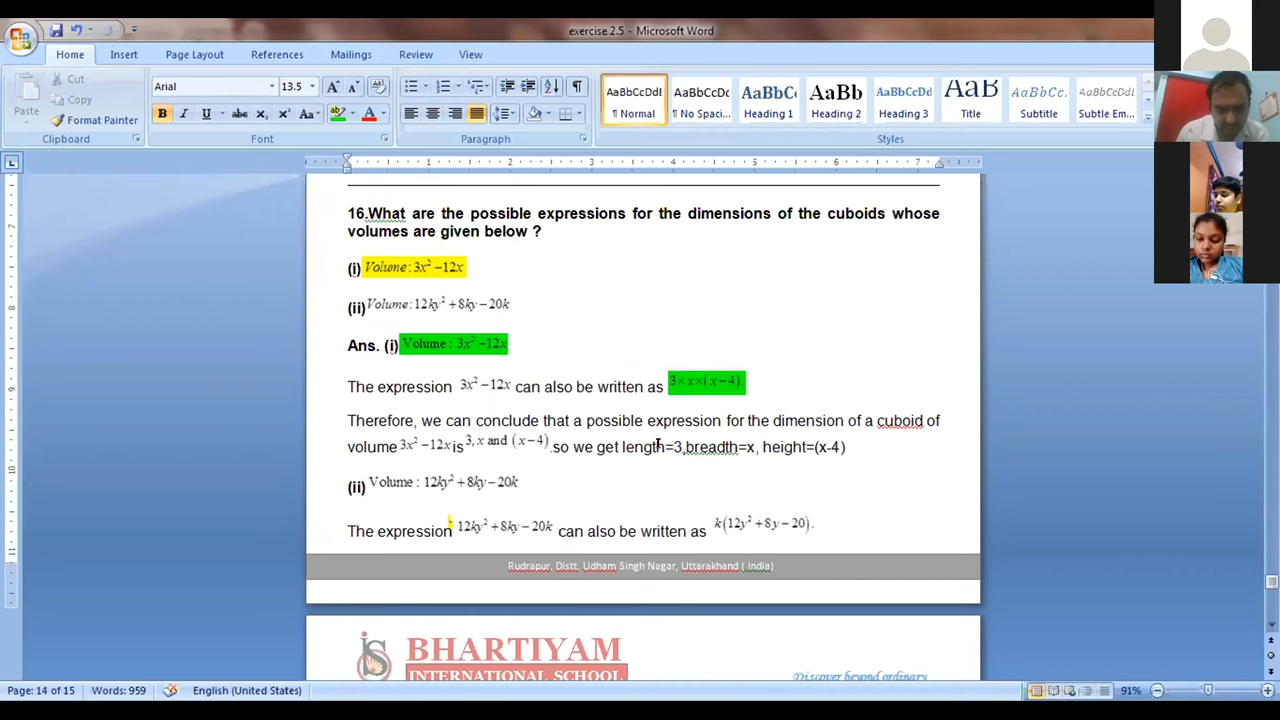 exercise 2.5 - Microsoft Word
Home Insert Page Layout References Mailings Review View
Cut
Copy
Paste
Format Painter
Clipboard
Arial 13.5
Font
Paragraph
AaBbCcDdE AaBbCcDc AaBbC AaBb AaBbCcDd AaB AaBbCc. AaBbCcDd.
¶ Normal ¶ No Spaci... Heading 1 Heading 2 Heading 3 Title Subtitle Subtle Em...
Styles
16.What are the possible expressions for the dimensions of the cuboids whose
volumes are given below ?
(i) Volume : 3x² −12x
(ii) Volume : 12ky² + 8ky − 20k
Ans. (i) Volume : 3x² −12x
The expression 3x² −12x can also be written as 3×x×(x−4).
Therefore, we can conclude that a possible expression for the dimension of a cuboid of
volume 3x² −12x is 3, x and (x−4) .so we get length=3,breadth=x, height=(x-4)
(ii) Volume : 12ky² + 8ky − 20k
The expression 12ky² + 8ky − 20k can also be written as k(12y² + 8y − 20).
Rudrapur, Distt. Udham Singh Nagar, Uttarakhand ( India)
BHARTIYAM
INTERNATIONAL SCHOOL
Discover beyond ordinary
Page: 14 of 15 Words: 959 English (United States) 91%